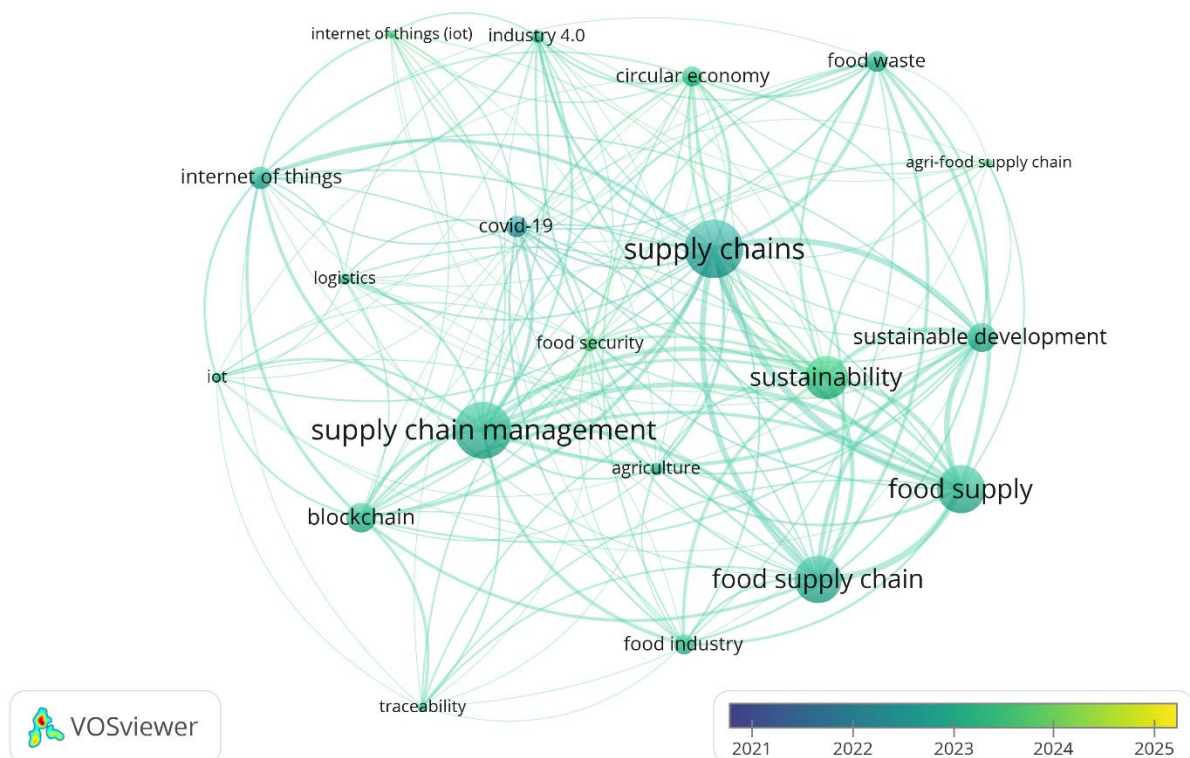 internet of things (iot)
industry 4.0
circular economy
food waste
agri-food supply chain
internet of things
covid-19
supply chains
logistics
food security
sustainable development
iot
sustainability
supply chain management
agriculture
food supply
blockchain
food supply chain
food industry
traceability
VOSviewer
2021 2022 2023 2024 2025